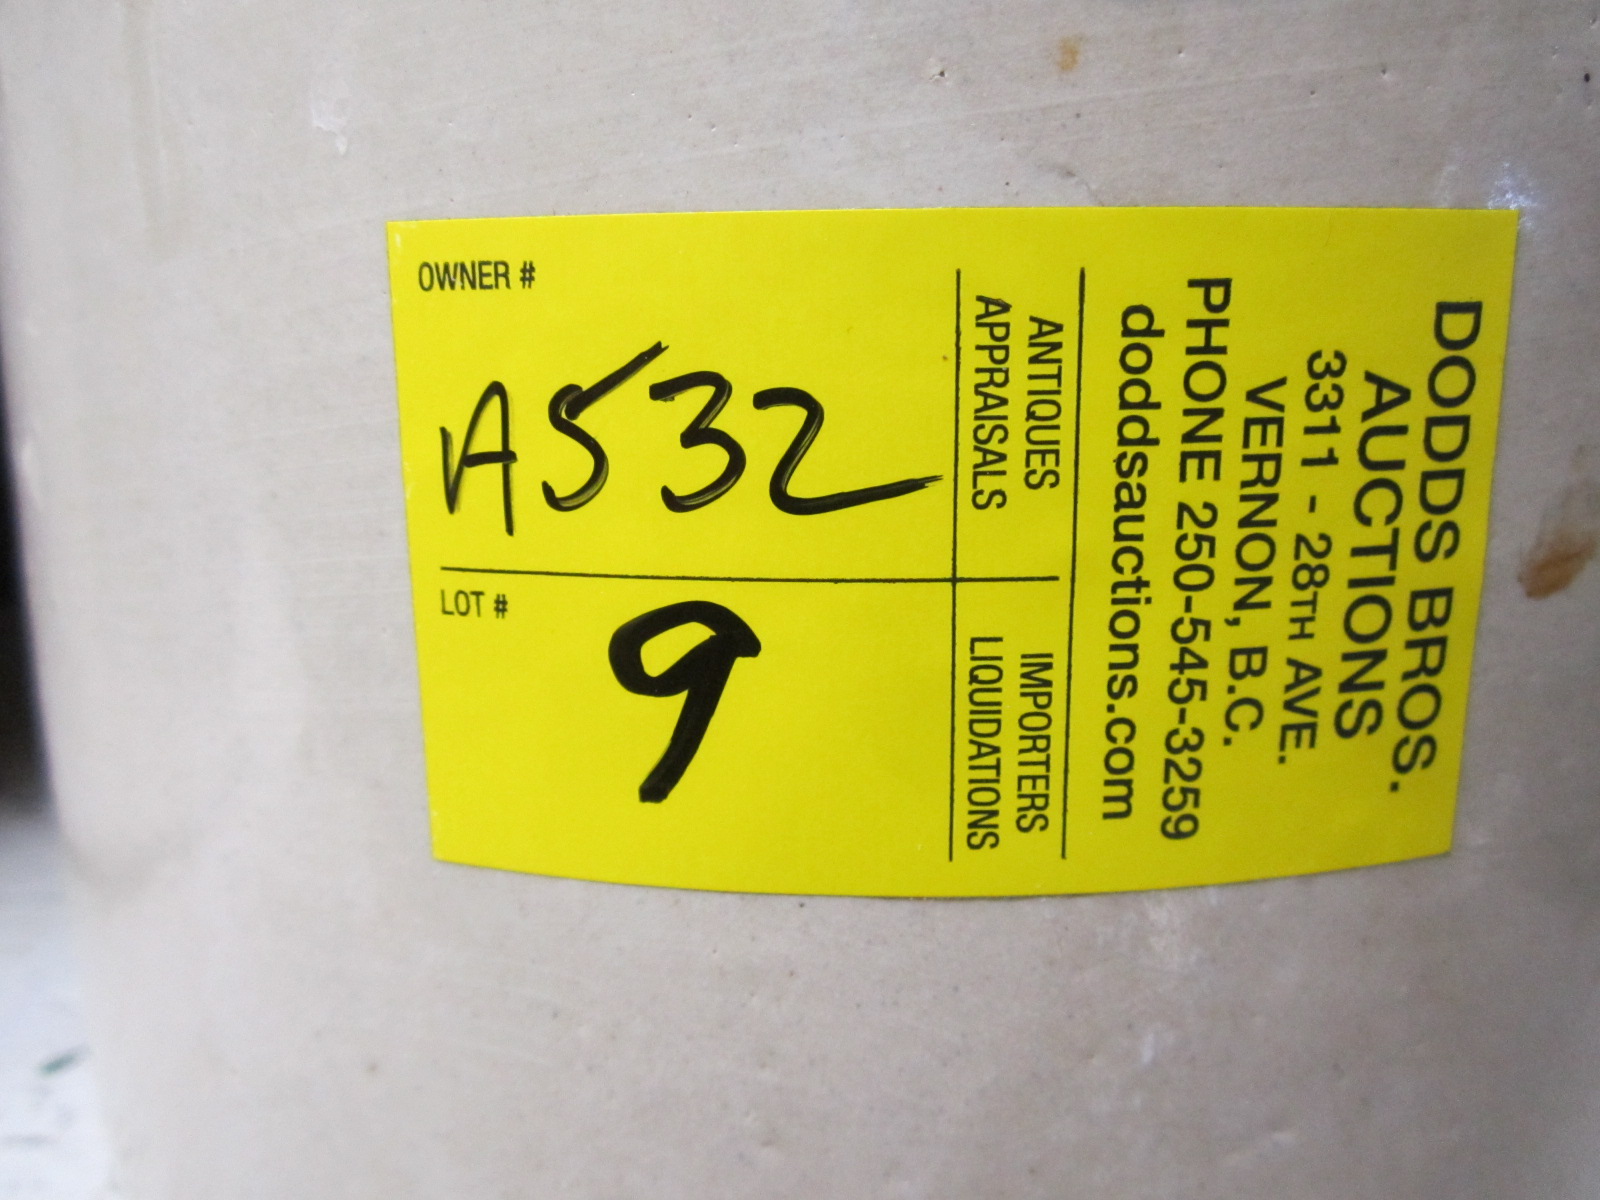 DODDS BROS.
AUCTIONS
3311 - 28TH AVE.
VERNON, B.C.
PHONE 250-545-3259
doddsauctions.com
ANTIQUES
APPRAISALS
IMPORTERS
LIQUIDATIONS
OWNER #
A532
LOT #
9